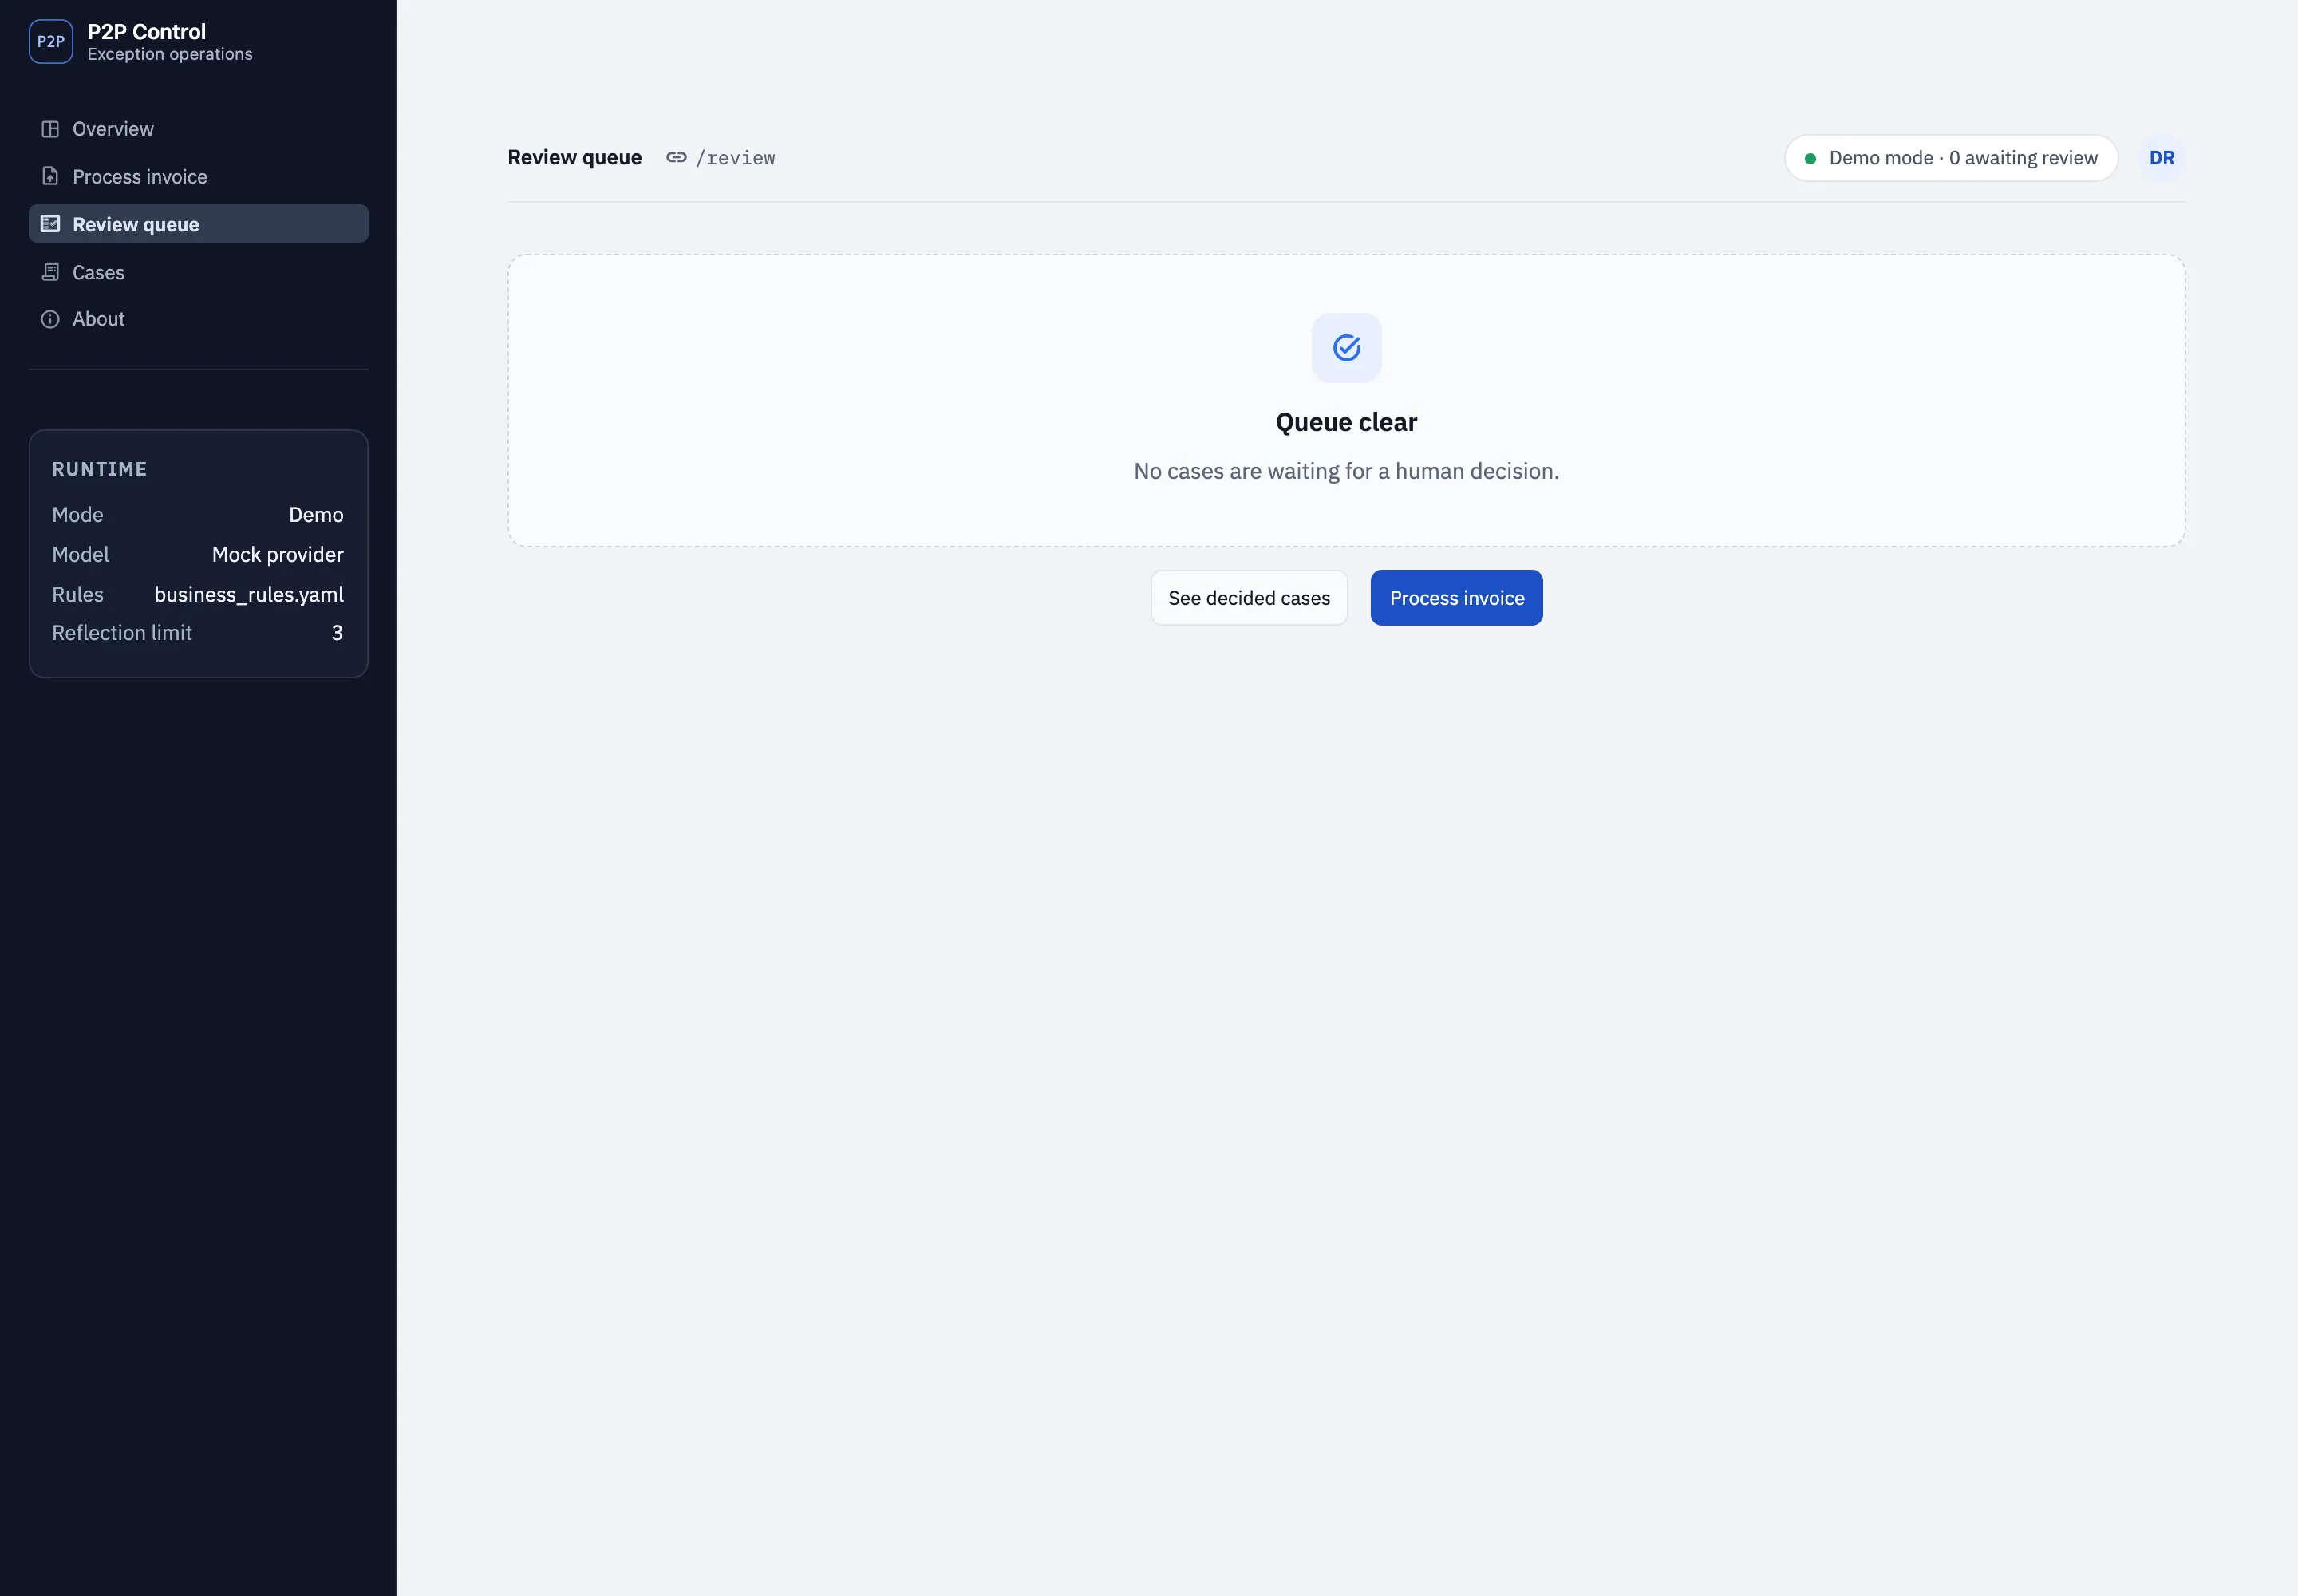 P2P
P2P Control
Exception operations
Overview
Process invoice
Review queue
Cases
About
RUNTIME
Mode Demo
Model Mock provider
Rules business_rules.yaml
Reflection limit 3
Review queue /review
Demo mode · 0 awaiting review
DR
Queue clear
No cases are waiting for a human decision.
See decided cases
Process invoice